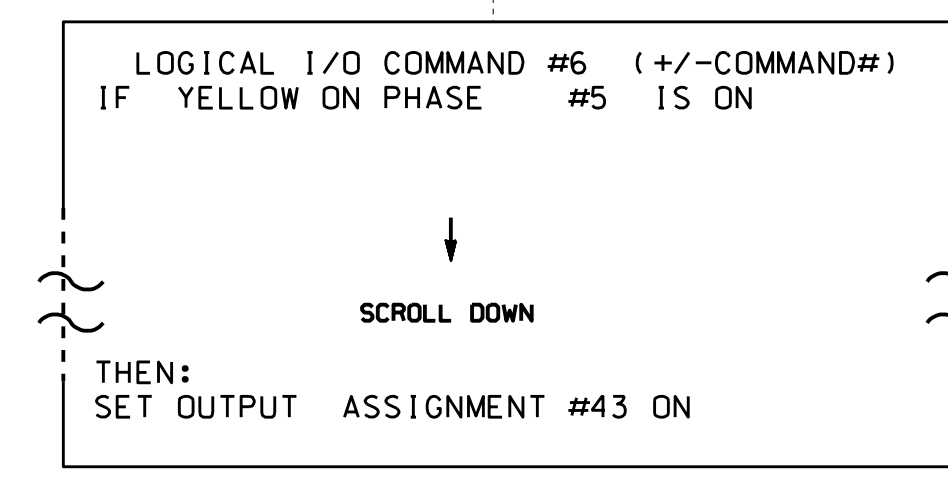 LOGICAL I/O COMMAND #6 (+/-COMMAND#)
IF YELLOW ON PHASE #5 IS ON
SCROLL DOWN
THEN:
SET OUTPUT ASSIGNMENT #43 ON